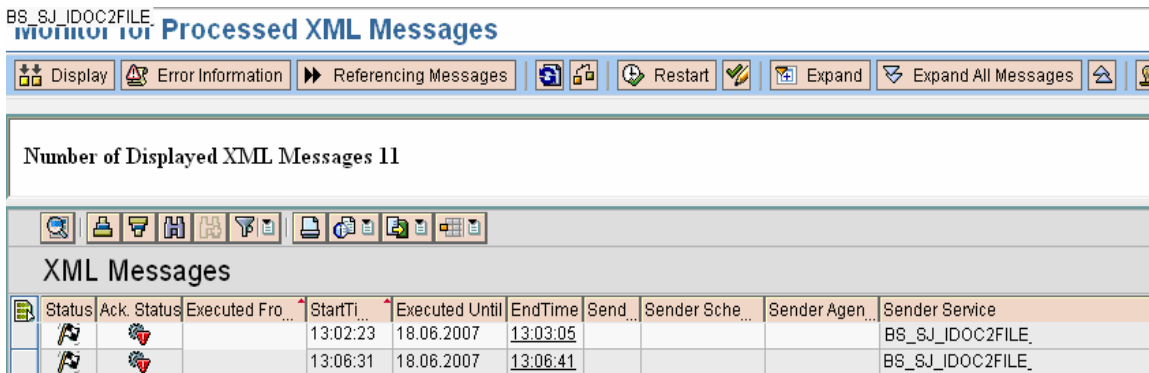 BS_SJ_IDOC2FILE_
Monitor for Processed XML Messages
Display Error Information Referencing Messages Restart Expand Expand All Messages
Number of Displayed XML Messages 11
XML Messages
Status Ack. Status Executed Fro... StartTi... Executed Until EndTime Send... Sender Sche... Sender Agen... Sender Service
13:02:23 18.06.2007 13:03:05 BS_SJ_IDOC2FILE_
13:06:31 18.06.2007 13:06:41 BS_SJ_IDOC2FILE_